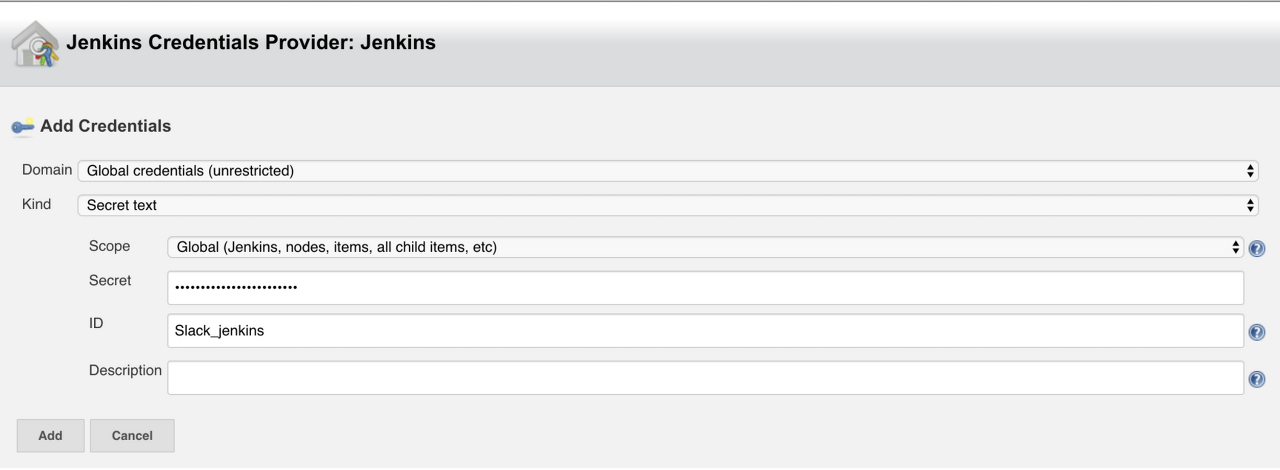 Jenkins Credentials Provider: Jenkins
Add Credentials
Domain Global credentials (unrestricted)
Kind Secret text
Scope Global (Jenkins, nodes, items, all child items, etc)
Secret ••••••••••••••••••••••••
ID Slack_jenkins
Description
Add Cancel